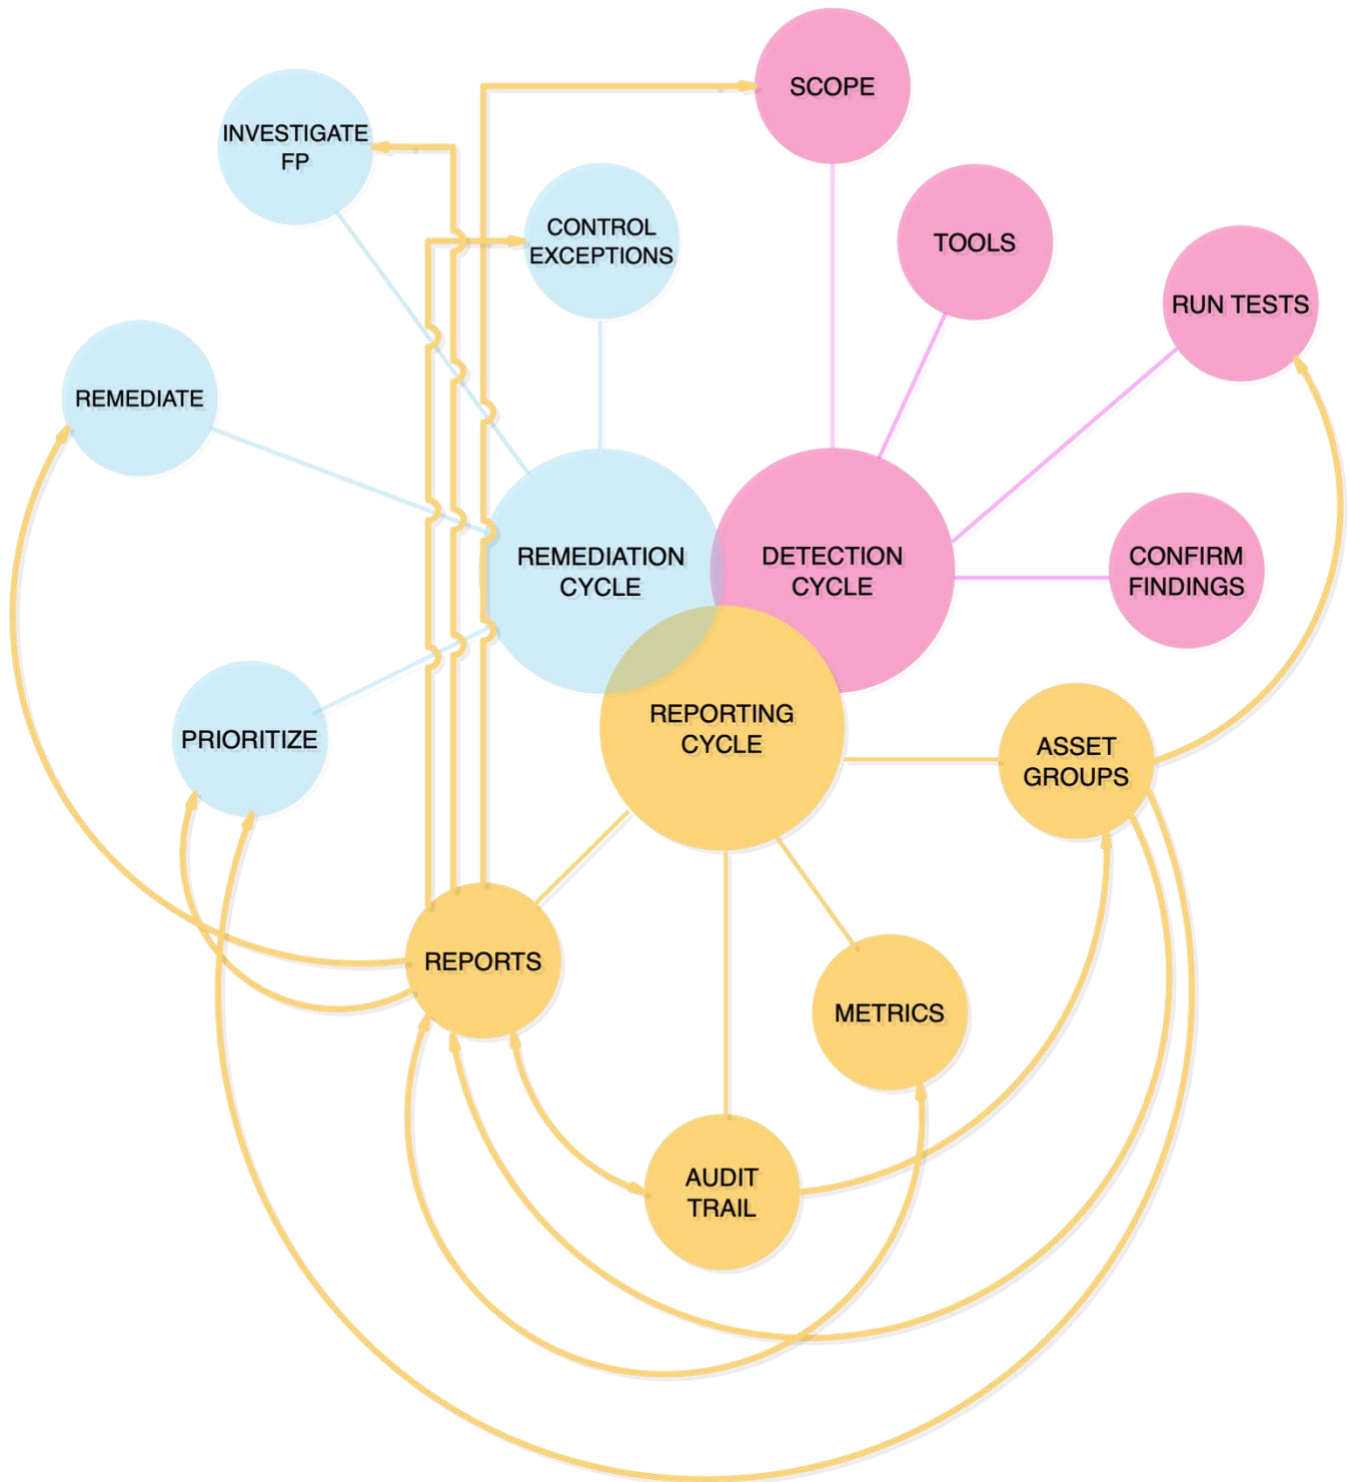 SCOPE
INVESTIGATE
FP
CONTROL
EXCEPTIONS
TOOLS
RUN TESTS
REMEDIATE
REMEDIATION
CYCLE
DETECTION
CYCLE
CONFIRM
FINDINGS
PRIORITIZE
REPORTING
CYCLE
ASSET
GROUPS
REPORTS
METRICS
AUDIT
TRAIL